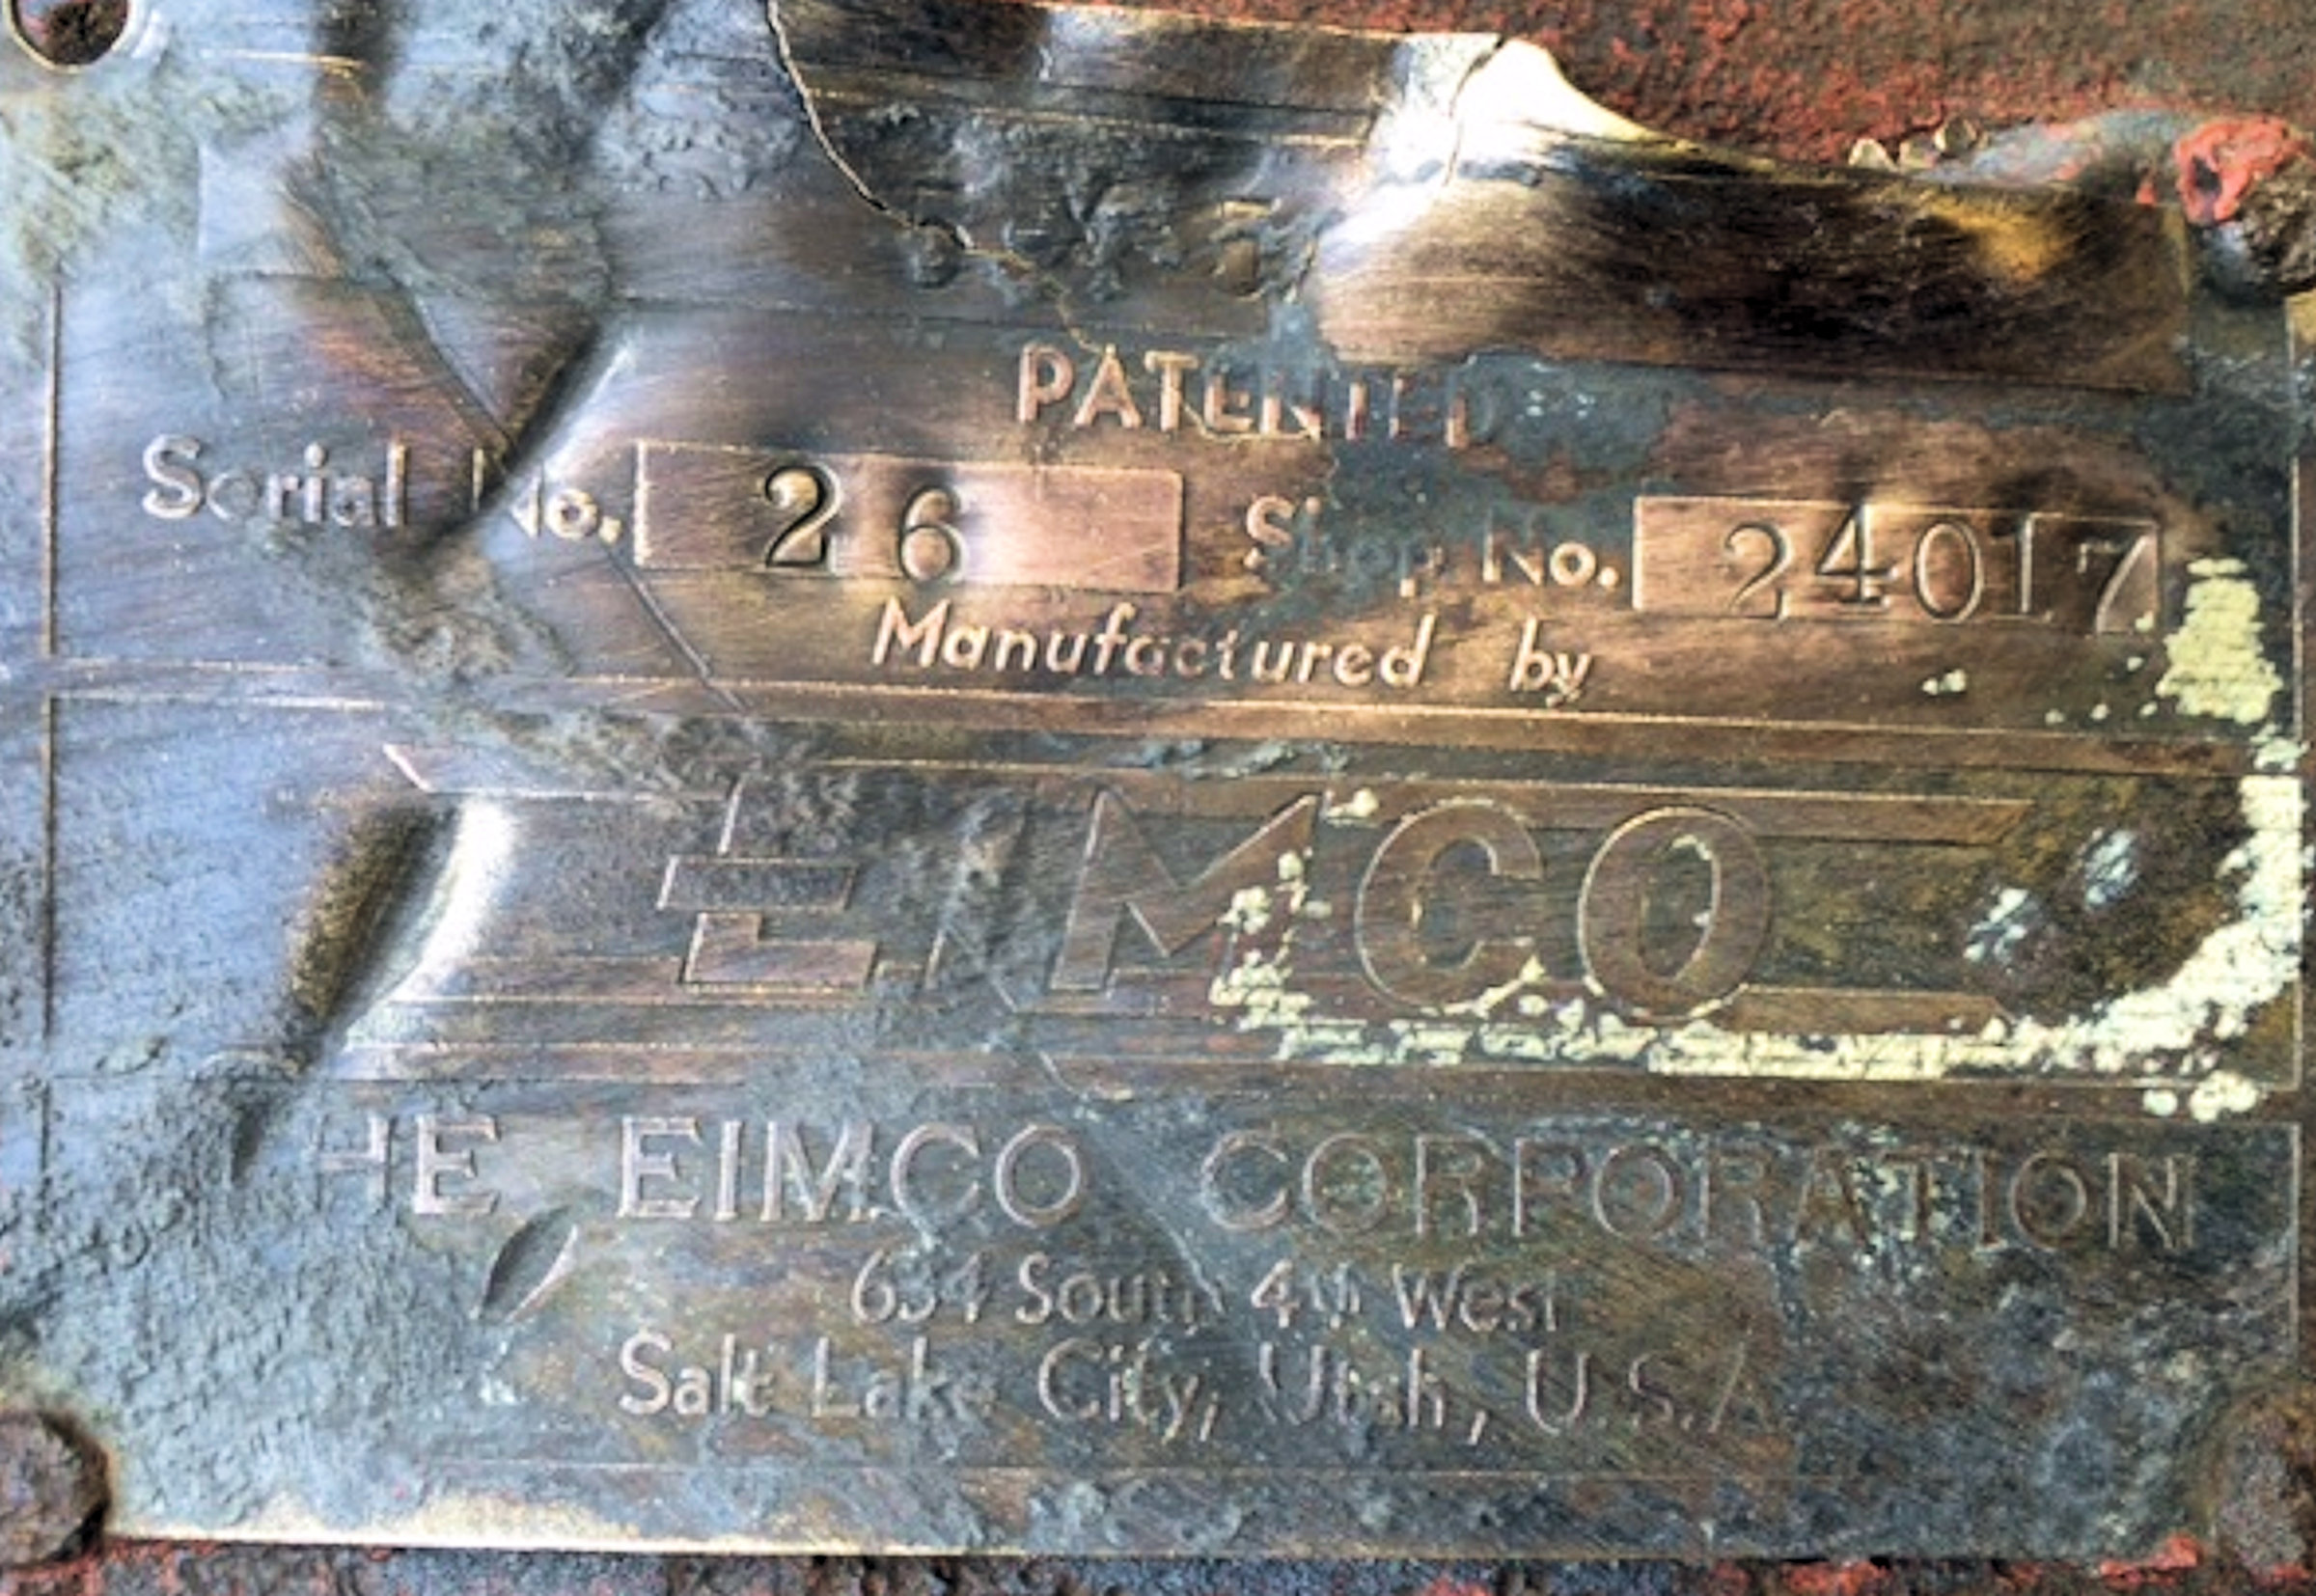 PATENTED
Serial No. 26 Shop No. 24017
Manufactured by
EIMCO
THE EIMCO CORPORATION
634 South 4th West
Salt Lake City, Utah, U.S.A.